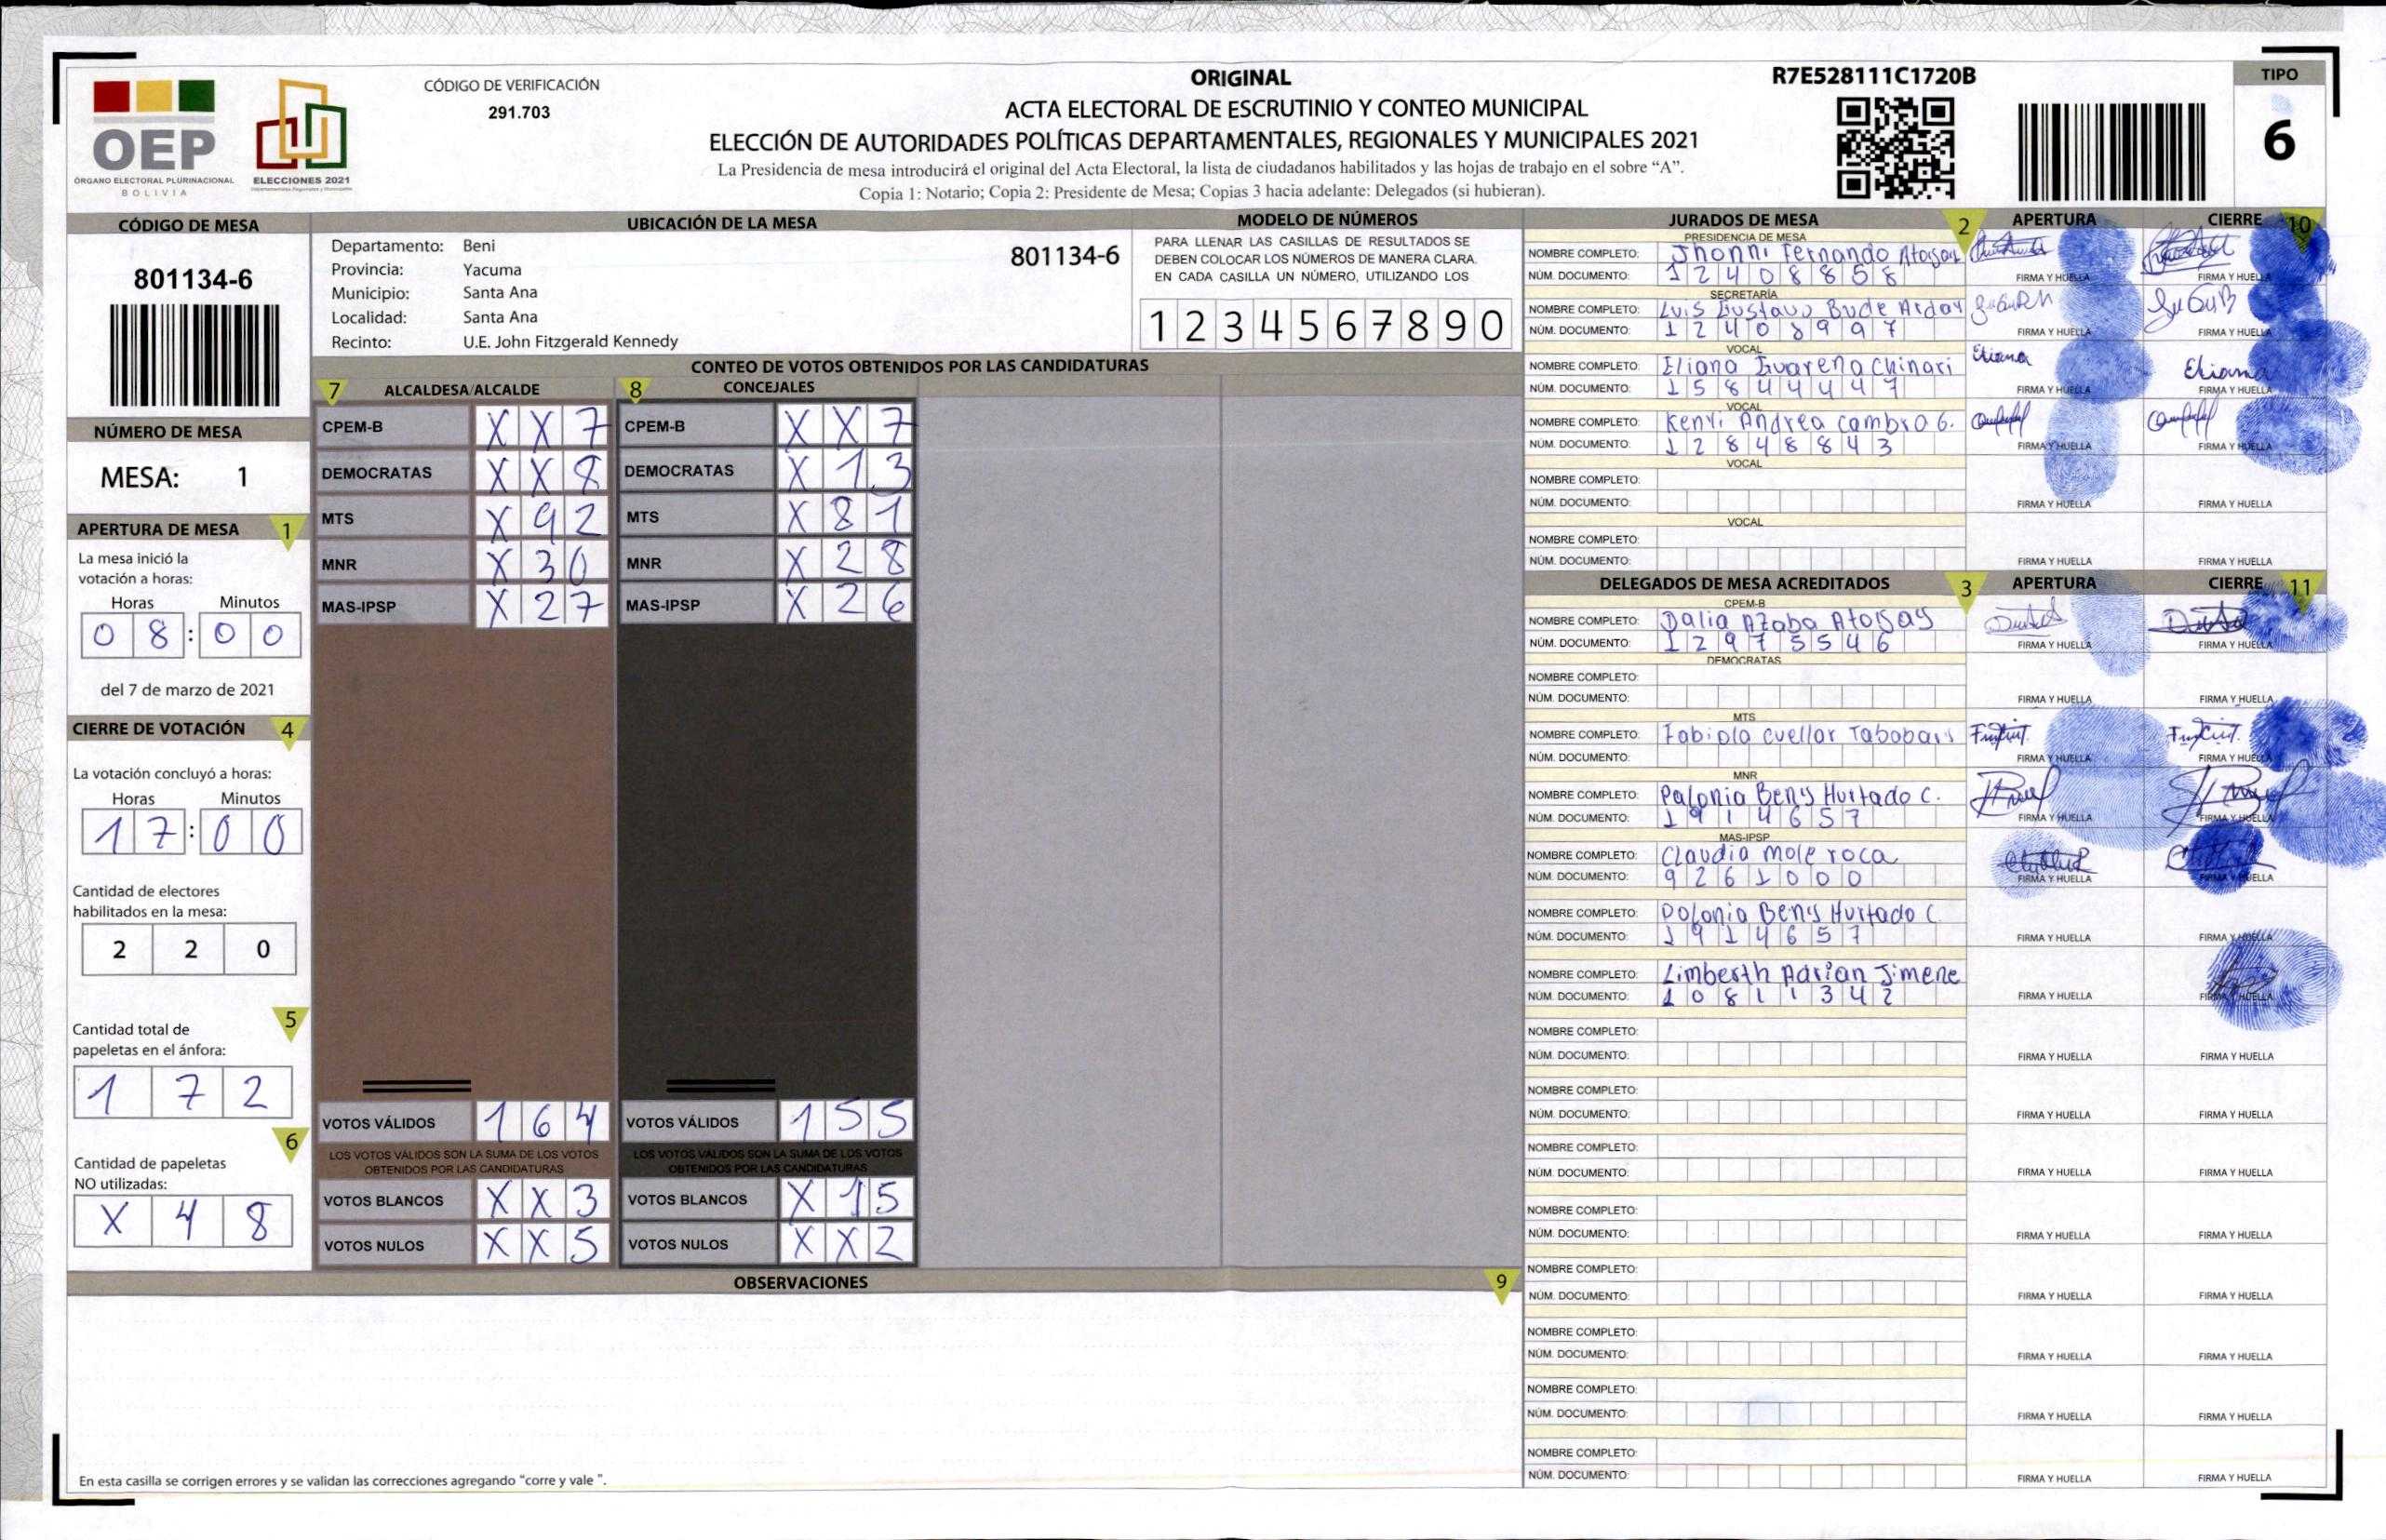 OEP
ÓRGANO ELECTORAL PLURINACIONAL
BOLIVIA
ELECCIONES 2021
CÓDIGO DE VERIFICACIÓN
291.703
ORIGINAL
ACTA ELECTORAL DE ESCRUTINIO Y CONTEO MUNICIPAL
ELECCIÓN DE AUTORIDADES POLÍTICAS DEPARTAMENTALES, REGIONALES Y MUNICIPALES 2021
La Presidencia de mesa introducirá el original del Acta Electoral, la lista de ciudadanos habilitados y las hojas de trabajo en el sobre “A”.
Copia 1: Notario; Copia 2: Presidente de Mesa; Copias 3 hacia adelante: Delegados (si hubieran).
R7E528111C1720B
TIPO
6
CÓDIGO DE MESA
801134-6
NÚMERO DE MESA
MESA: 1
APERTURA DE MESA 1
La mesa inició la
votación a horas:
Horas Minutos
0 8 : 0 0
del 7 de marzo de 2021
CIERRE DE VOTACIÓN 4
La votación concluyó a horas:
Horas Minutos
1 7 : 0 0
Cantidad de electores
habilitados en la mesa:
2 2 0
5
Cantidad total de
papeletas en el ánfora:
1 7 2
6
Cantidad de papeletas
NO utilizadas:
X 4 8
UBICACIÓN DE LA MESA
Departamento: Beni
801134-6
Provincia: Yacuma
Municipio: Santa Ana
Localidad: Santa Ana
Recinto: U.E. John Fitzgerald Kennedy
MODELO DE NÚMEROS
PARA LLENAR LAS CASILLAS DE RESULTADOS SE
DEBEN COLOCAR LOS NÚMEROS DE MANERA CLARA.
EN CADA CASILLA UN NÚMERO, UTILIZANDO LOS
1 2 3 4 5 6 7 8 9 0
CONTEO DE VOTOS OBTENIDOS POR LAS CANDIDATURAS
7 ALCALDESA/ALCALDE 8 CONCEJALES
CPEM-B X X 7 CPEM-B X X 7
DEMOCRATAS X X 8 DEMOCRATAS X 1 3
MTS X 9 2 MTS X 8 1
MNR X 3 0 MNR X 2 8
MAS-IPSP X 2 7 MAS-IPSP X 2 6
VOTOS VÁLIDOS 1 6 4 VOTOS VÁLIDOS 1 5 5
LOS VOTOS VÁLIDOS SON LA SUMA DE LOS VOTOS OBTENIDOS POR LAS CANDIDATURAS
LOS VOTOS VÁLIDOS SON LA SUMA DE LOS VOTOS OBTENIDOS POR LAS CANDIDATURAS
VOTOS BLANCOS X X 3 VOTOS BLANCOS X 1 5
VOTOS NULOS X X 5 VOTOS NULOS X X 2
OBSERVACIONES 9
En esta casilla se corrigen errores y se validan las correcciones agregando “corre y vale ”.
JURADOS DE MESA 2 APERTURA CIERRE 10
PRESIDENCIA DE MESA
NOMBRE COMPLETO: Jhonni Fernando
NÚM. DOCUMENTO: 1 2 4 0 8 8 5 8 FIRMA Y HUELLA FIRMA Y HUELLA
SECRETARÍA
NOMBRE COMPLETO: Luis Gustavo Bude
NÚM. DOCUMENTO: 1 2 4 0 8 9 9 7 FIRMA Y HUELLA FIRMA Y HUELLA
VOCAL
NOMBRE COMPLETO: Eliana Guarena Chinari Eliana Eliana
NÚM. DOCUMENTO: 1 5 8 4 4 4 4 7 FIRMA Y HUELLA FIRMA Y HUELLA
VOCAL
NOMBRE COMPLETO: Andrea G.
NÚM. DOCUMENTO: 1 2 8 4 8 8 4 3 FIRMA Y HUELLA FIRMA Y HUELLA
VOCAL
NOMBRE COMPLETO:
NÚM. DOCUMENTO: FIRMA Y HUELLA FIRMA Y HUELLA
VOCAL
NOMBRE COMPLETO:
NÚM. DOCUMENTO: FIRMA Y HUELLA FIRMA Y HUELLA
DELEGADOS DE MESA ACREDITADOS 3 APERTURA CIERRE 11
CPEM-B
NOMBRE COMPLETO: Dalia Azaba
NÚM. DOCUMENTO: 1 2 9 7 5 5 4 6 FIRMA Y HUELLA FIRMA Y HUELLA
DEMOCRATAS
NOMBRE COMPLETO:
NÚM. DOCUMENTO: FIRMA Y HUELLA FIRMA Y HUELLA
MTS
NOMBRE COMPLETO: Fabiola Cuellar
NÚM. DOCUMENTO: FIRMA Y HUELLA FIRMA Y HUELLA
MNR
NOMBRE COMPLETO: Palonia Benys Hurtado C.
NÚM. DOCUMENTO: 1 9 1 4 6 5 7 FIRMA Y HUELLA FIRMA Y HUELLA
MAS-IPSP
NOMBRE COMPLETO: Claudia Mole roca
NÚM. DOCUMENTO: 9 2 6 1 0 0 0 FIRMA Y HUELLA FIRMA Y HUELLA
NOMBRE COMPLETO: Polonia Benys Hurtado C.
NÚM. DOCUMENTO: 1 9 1 4 6 5 7 FIRMA Y HUELLA FIRMA Y HUELLA
NOMBRE COMPLETO: Limberth Adrian Jimene
NÚM. DOCUMENTO: 1 0 8 1 1 3 4 2 FIRMA Y HUELLA FIRMA Y HUELLA
NOMBRE COMPLETO:
NÚM. DOCUMENTO: FIRMA Y HUELLA FIRMA Y HUELLA
NOMBRE COMPLETO:
NÚM. DOCUMENTO: FIRMA Y HUELLA FIRMA Y HUELLA
NOMBRE COMPLETO:
NÚM. DOCUMENTO: FIRMA Y HUELLA FIRMA Y HUELLA
NOMBRE COMPLETO:
NÚM. DOCUMENTO: FIRMA Y HUELLA FIRMA Y HUELLA
NOMBRE COMPLETO:
NÚM. DOCUMENTO: FIRMA Y HUELLA FIRMA Y HUELLA
NOMBRE COMPLETO:
NÚM. DOCUMENTO: FIRMA Y HUELLA FIRMA Y HUELLA
NOMBRE COMPLETO:
NÚM. DOCUMENTO: FIRMA Y HUELLA FIRMA Y HUELLA
NOMBRE COMPLETO:
NÚM. DOCUMENTO: FIRMA Y HUELLA FIRMA Y HUELLA